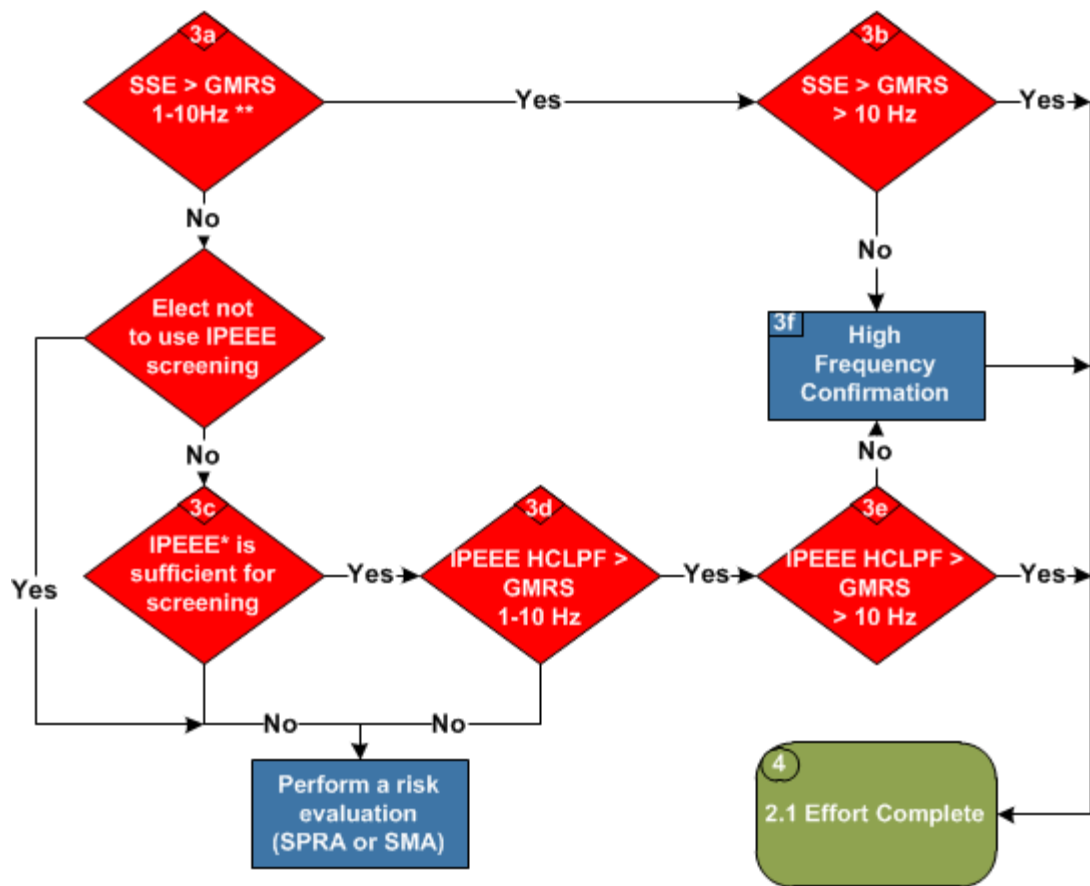 3a
SSE > GMRS
1-10Hz **
Yes
3b
SSE > GMRS
> 10 Hz
Yes
No
No
Elect not
to use IPEEE
screening
3f
High
Frequency
Confirmation
No
No
3c
IPEEE* is
sufficient for
screening
Yes
Yes
3d
IPEEE HCLPF >
GMRS
1-10 Hz
Yes
3e
IPEEE HCLPF >
GMRS
> 10 Hz
Yes
No
No
Perform a risk
evaluation
(SPRA or SMA)
4
2.1 Effort Complete